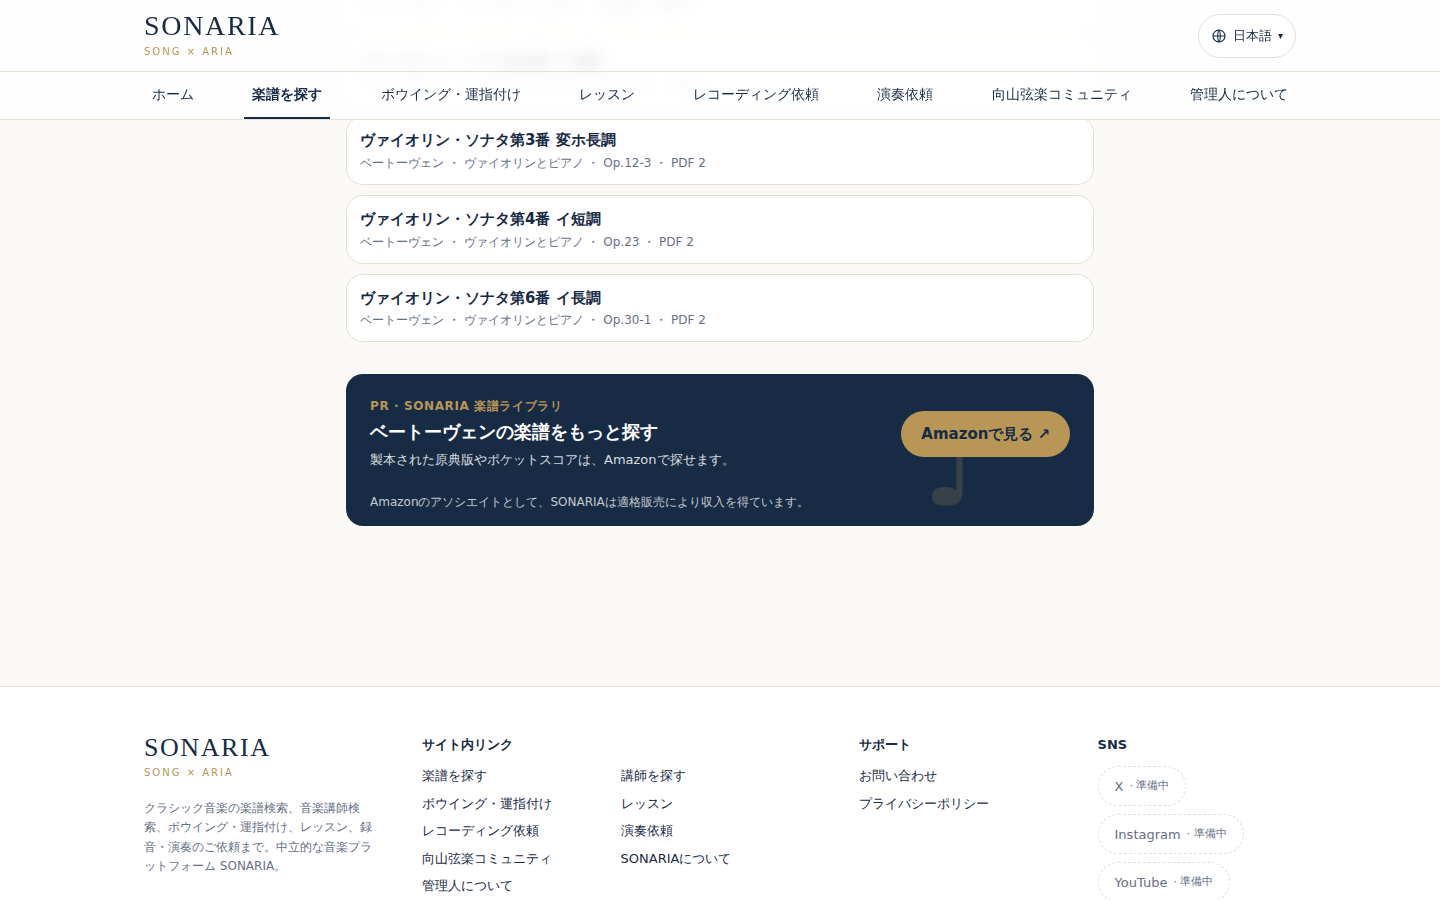 SONARIA
SONG × ARIA
日本語 ▾
ホーム
楽譜を探す
ボウイング・運指付け
レッスン
レコーディング依頼
演奏依頼
向山弦楽コミュニティ
管理人について
ヴァイオリン・ソナタ第3番 変ホ長調
ベートーヴェン ・ ヴァイオリンとピアノ ・ Op.12-3 ・ PDF 2
ヴァイオリン・ソナタ第4番 イ短調
ベートーヴェン ・ ヴァイオリンとピアノ ・ Op.23 ・ PDF 2
ヴァイオリン・ソナタ第6番 イ長調
ベートーヴェン ・ ヴァイオリンとピアノ ・ Op.30-1 ・ PDF 2
PR · SONARIA 楽譜ライブラリ
ベートーヴェンの楽譜をもっと探す
製本された原典版やポケットスコアは、Amazonで探せます。
Amazonで見る ↗
Amazonのアソシエイトとして、SONARIAは適格販売により収入を得ています。
SONARIA
SONG × ARIA
クラシック音楽の楽譜検索、音楽講師検
索、ボウイング・運指付け、レッスン、録
音・演奏のご依頼まで。中立的な音楽プラ
ットフォーム SONARIA。
サイト内リンク
楽譜を探す
ボウイング・運指付け
レコーディング依頼
向山弦楽コミュニティ
管理人について
講師を探す
レッスン
演奏依頼
SONARIAについて
サポート
お問い合わせ
プライバシーポリシー
SNS
X · 準備中
Instagram · 準備中
YouTube · 準備中